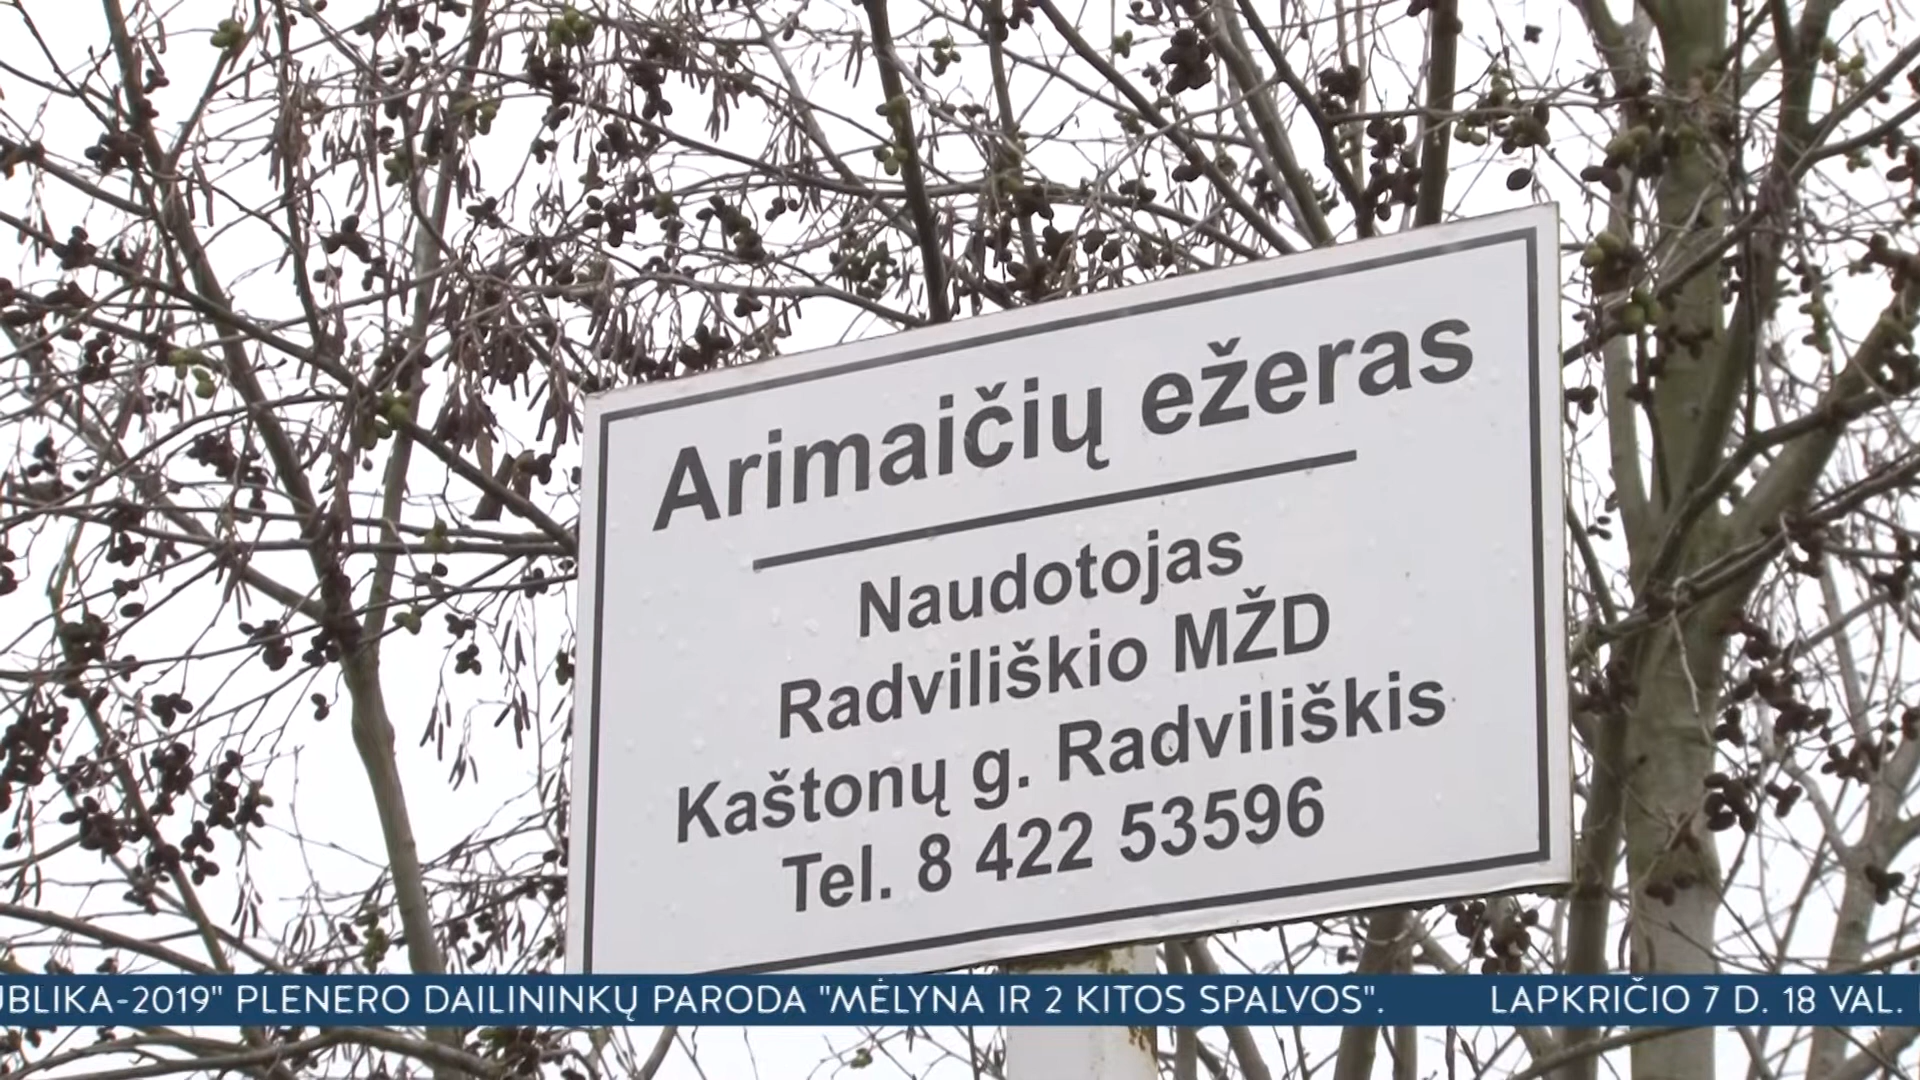 Arimaičių ežeras
Naudotojas
Radviliškio MŽD
Kaštonų g. Radviliškis
Tel. 8 422 53596
UBLIKA-2019" PLENERO DAILININKŲ PARODA "MĖLYNA IR 2 KITOS SPALVOS". LAPKRIČIO 7 D. 18 VAL.